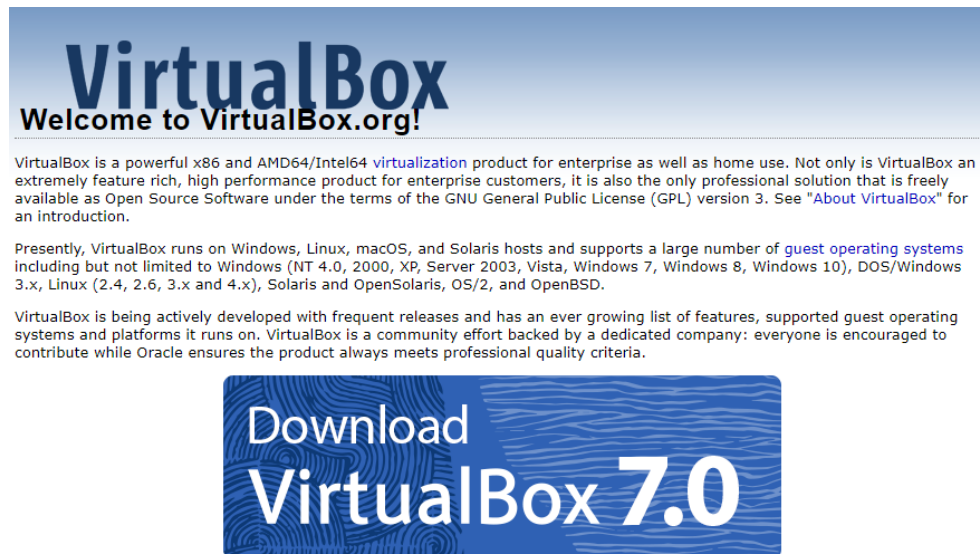 VirtualBox
Welcome to VirtualBox.org!
VirtualBox is a powerful x86 and AMD64/Intel64 virtualization product for enterprise as well as home use. Not only is VirtualBox an
extremely feature rich, high performance product for enterprise customers, it is also the only professional solution that is freely
available as Open Source Software under the terms of the GNU General Public License (GPL) version 3. See "About VirtualBox" for
an introduction.
Presently, VirtualBox runs on Windows, Linux, macOS, and Solaris hosts and supports a large number of guest operating systems
including but not limited to Windows (NT 4.0, 2000, XP, Server 2003, Vista, Windows 7, Windows 8, Windows 10), DOS/Windows
3.x, Linux (2.4, 2.6, 3.x and 4.x), Solaris and OpenSolaris, OS/2, and OpenBSD.
VirtualBox is being actively developed with frequent releases and has an ever growing list of features, supported guest operating
systems and platforms it runs on. VirtualBox is a community effort backed by a dedicated company: everyone is encouraged to
contribute while Oracle ensures the product always meets professional quality criteria.
Download
VirtualBox 7.0